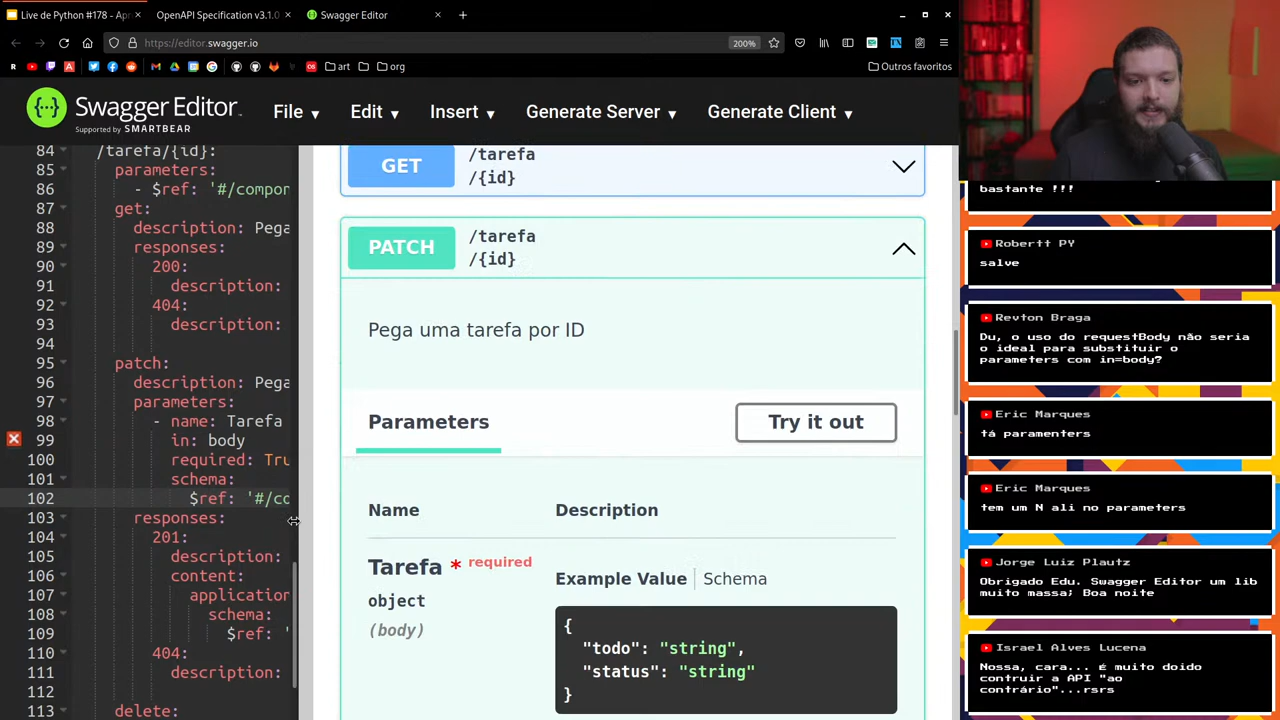 Live de Python #178 - Ap
OpenAPI Specification v3.1.0
Swagger Editor
https://editor.swagger.io
200%
art
org
Outros favoritos
Swagger Editor
Supported by SMARTBEAR
File
Edit
Insert
Generate Server
Generate Client
84 /tarefa/{id}:
85 parameters:
86 - $ref: '#/compon
87 get:
88 description: Pega
89 responses:
90 200:
91 description:
92 404:
93 description:
94
95 patch:
96 description: Pega
97 parameters:
98 - name: Tarefa
99 in: body
100 required: Tru
101 schema:
102 $ref: '#/co
103 responses:
104 201:
105 description:
106 content:
107 application
108 schema:
109 $ref: '
110 404:
111 description:
112
113 delete:
GET
/tarefa
/{id}
PATCH
/tarefa
/{id}
Pega uma tarefa por ID
Parameters
Try it out
Name
Description
Tarefa * required
object
(body)
Example Value
Schema
{
"todo": "string",
"status": "string"
}
bastante !!!
Robertt PY
salve
Revton Braga
Du, o uso do requestBody não seria
o ideal para substituir o
parameters com in=body?
Eric Marques
tá paramenters
Eric Marques
tem um N ali no parameters
Jorge Luiz Plautz
Obrigado Edu. Swagger Editor um lib
muito massa; Boa noite
Israel Alves Lucena
Nossa, cara... é muito doido
contruir a API "ao
contrário"...rsrs